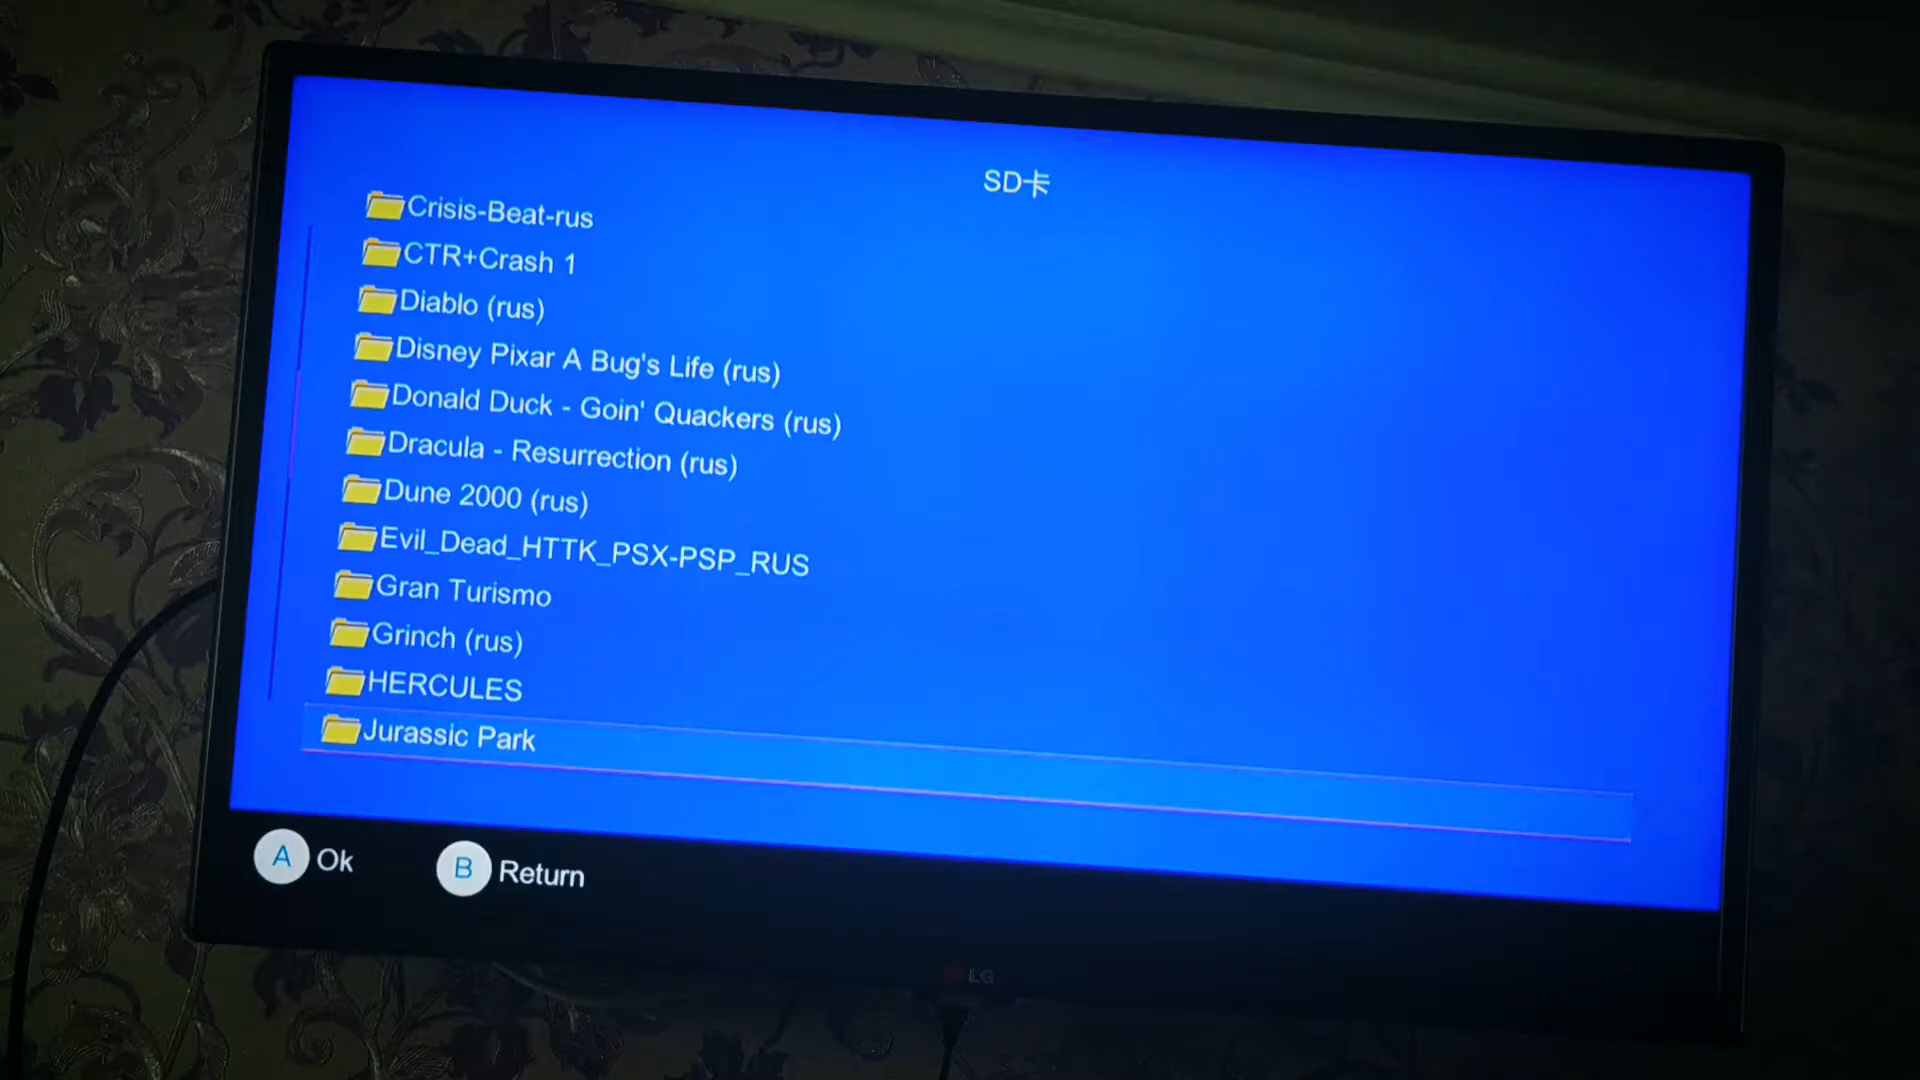 SD卡
Crisis-Beat-rus
CTR+Crash 1
Diablo (rus)
Disney Pixar A Bug's Life (rus)
Donald Duck - Goin' Quackers (rus)
Dracula - Resurrection (rus)
Dune 2000 (rus)
Evil_Dead_HTTK_PSX-PSP_RUS
Gran Turismo
Grinch (rus)
HERCULES
Jurassic Park
A Ok
B Return
LG